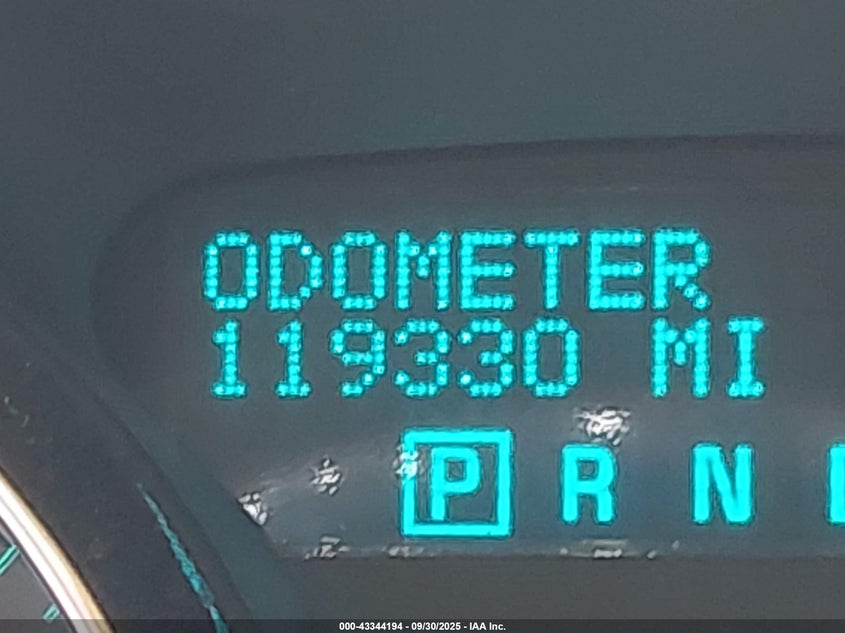 ODOMETER
119330 MI
P R N
000-43344194 - 09/30/2025 - IAA Inc.